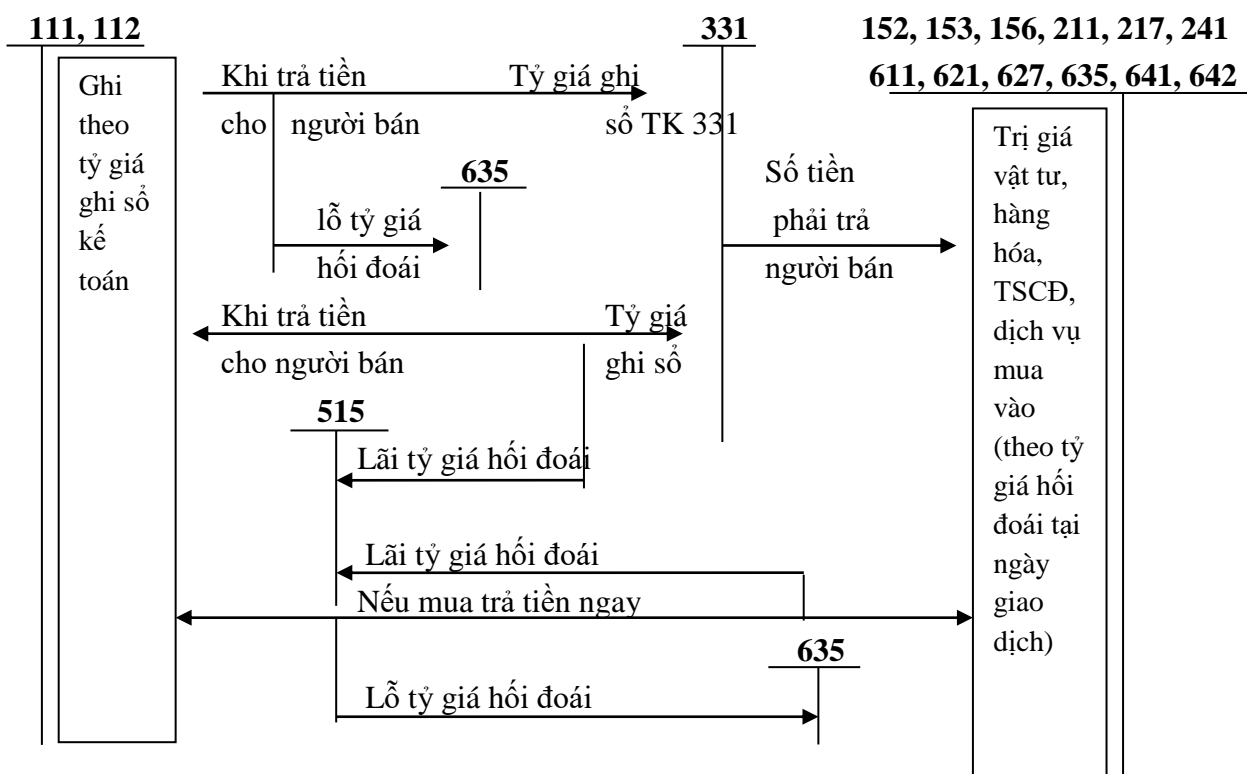 111, 112
331
152, 153, 156, 211, 217, 241
611, 621, 627, 635, 641, 642
Ghi
theo
tỷ giá
ghi sổ
kế
toán
Khi trả tiền
cho người bán
Tỷ giá ghi
sổ TK 331
635
lỗ tỷ giá
hối đoái
Số tiền
phải trả
người bán
Khi trả tiền
cho người bán
Tỷ giá
ghi sổ
515
Lãi tỷ giá hối đoái
Lãi tỷ giá hối đoái
Nếu mua trả tiền ngay
635
Lỗ tỷ giá hối đoái
Trị giá
vật tư,
hàng
hóa,
TSCĐ,
dịch vụ
mua
vào
(theo tỷ
giá hối
đoái tại
ngày
giao
dịch)